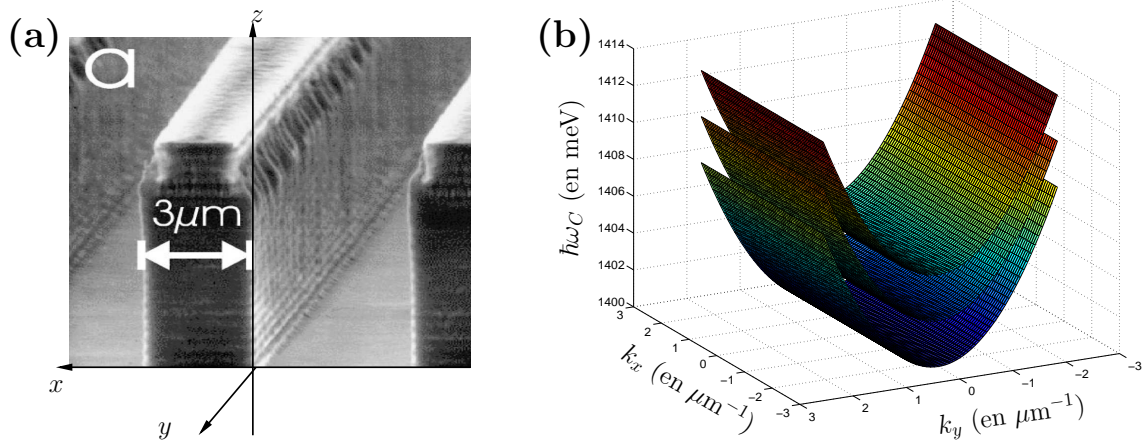 (a)
a
3μm
z
x
y
(b)
1414
1412
1410
1408
1406
1404
1402
1400
ħω_C (en meV)
3
2
1
0
−1
−2
−3
k_x (en μm⁻¹)
3
2
1
0
−1
−2
−3
k_y (en μm⁻¹)